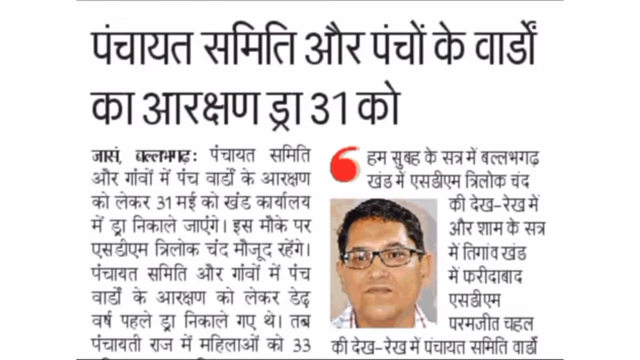 पंचायत समिति और पंचों के वार्डों
का आरक्षण ड्रा 31 को
जासं, बल्लभगढ़: पंचायत समिति
और गांवों में पंच वार्डों के आरक्षण
को लेकर 31 मई को खंड कार्यालय
में ड्रा निकाले जाएंगे। इस मौके पर
एसडीएम त्रिलोक चंद मौजूद रहेंगे।
पंचायत समिति और गांवों में पंच
वार्डों के आरक्षण को लेकर डेढ़
वर्ष पहले ड्रा निकाले गए थे। तब
पंचायती राज में महिलाओं को 33
हम सुबह के सत्र में बल्लभगढ़
खंड में एसडीएम त्रिलोक चंद
की देख-रेख में
और शाम के सत्र
में तिगांव खंड
में फरीदाबाद
एसडीएम
परमजीत चहल
की देख-रेख में पंचायत समिति वार्डो